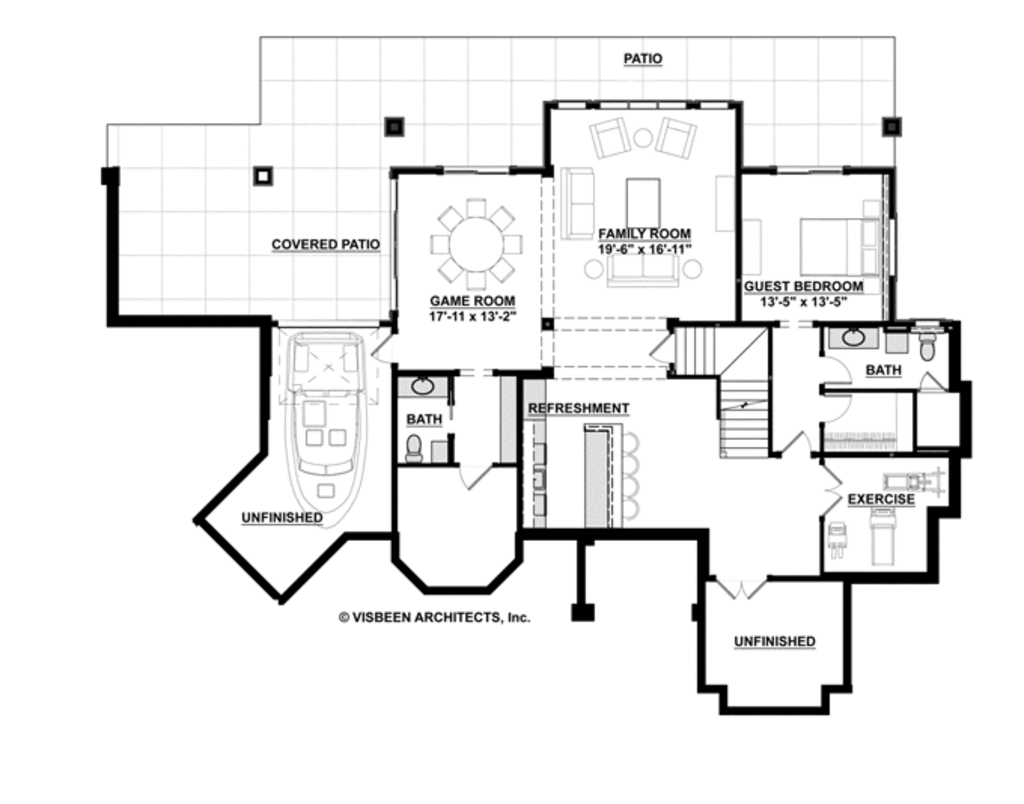 PATIO
COVERED PATIO
FAMILY ROOM
19'-6" x 16'-11"
GAME ROOM
17'-11 x 13'-2"
GUEST BEDROOM
13'-5" x 13'-5"
BATH
REFRESHMENT
BATH
EXERCISE
UNFINISHED
© VISBEEN ARCHITECTS, Inc.
UNFINISHED